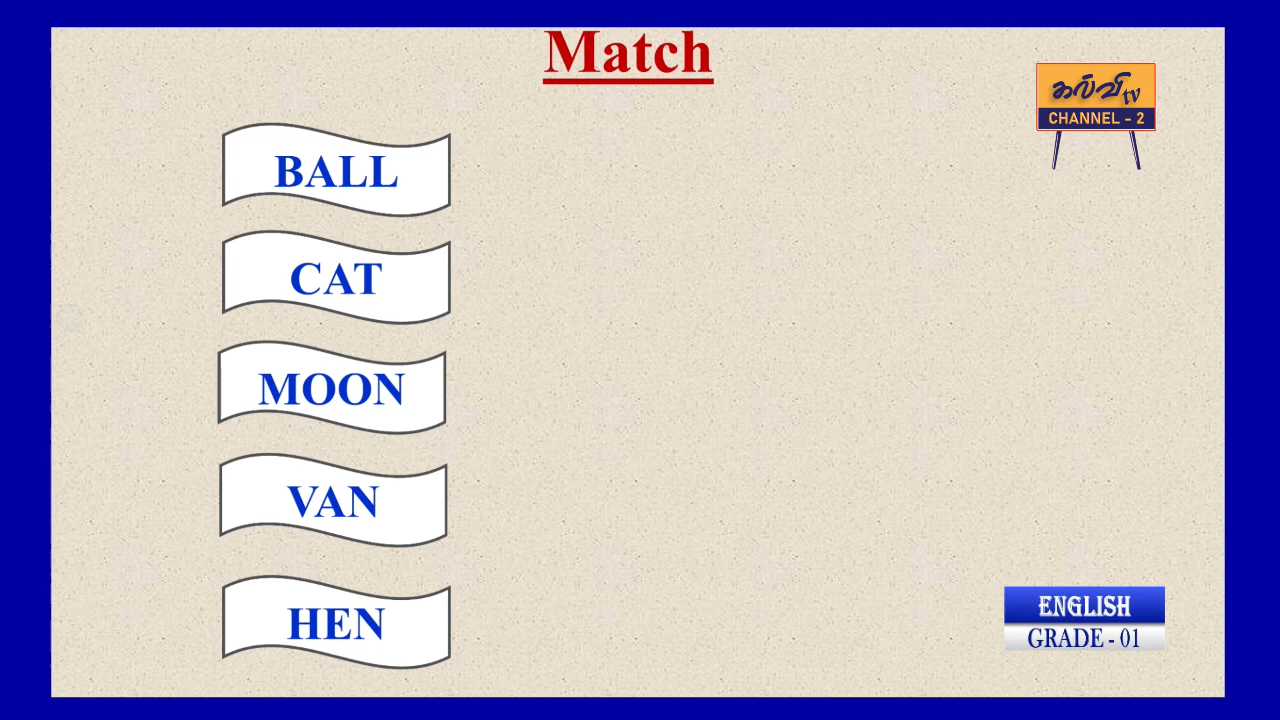 Match
கல்வி tv
CHANNEL - 2
BALL
CAT
MOON
VAN
HEN
ENGLISH
GRADE - 01